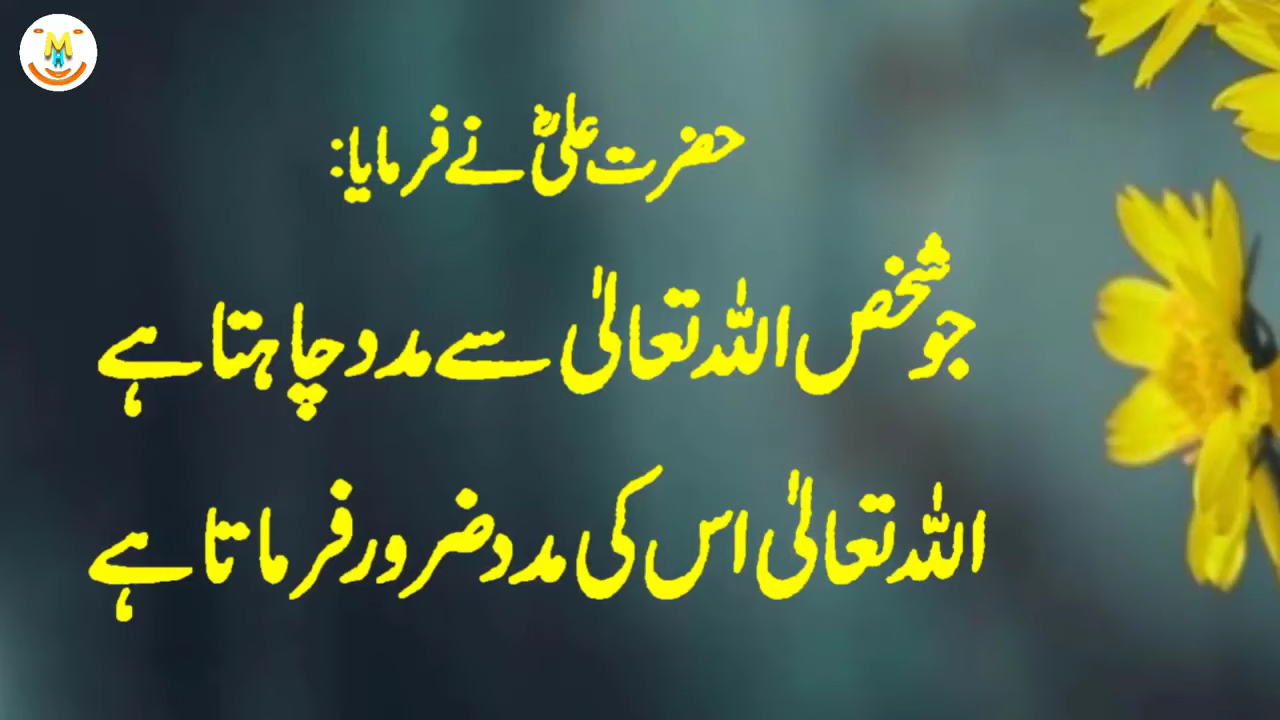 حضرت علیؓ نے فرمایا:
جو شخص اللہ تعالیٰ سے مدد چاہتا ہے
اللہ تعالیٰ اس کی مدد ضرور فرماتا ہے